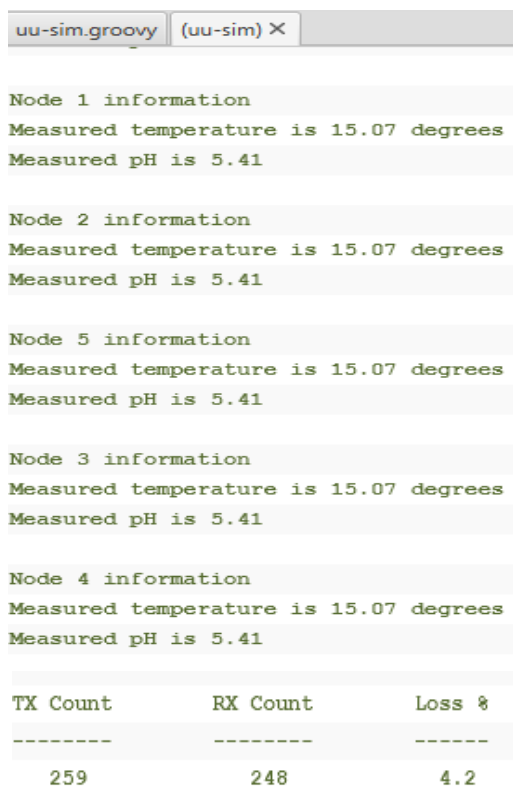 uu-sim.groovy (uu-sim) ×
Node 1 information
Measured temperature is 15.07 degrees
Measured pH is 5.41
Node 2 information
Measured temperature is 15.07 degrees
Measured pH is 5.41
Node 5 information
Measured temperature is 15.07 degrees
Measured pH is 5.41
Node 3 information
Measured temperature is 15.07 degrees
Measured pH is 5.41
Node 4 information
Measured temperature is 15.07 degrees
Measured pH is 5.41
TX Count RX Count Loss %
-------- -------- ------
259 248 4.2